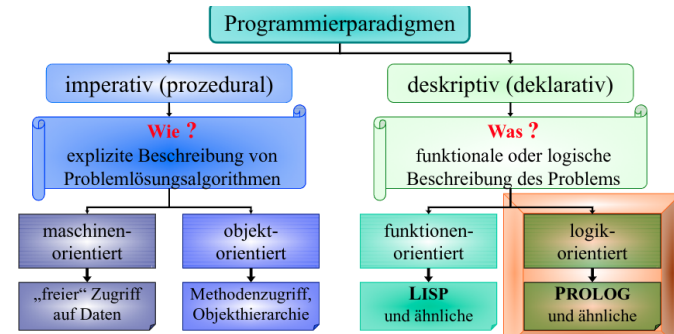 Programmierparadigmen
imperativ (prozedural)
deskriptiv (deklarativ)
Wie ?
explizite Beschreibung von
Problemlösungsalgorithmen
Was ?
funktionale oder logische
Beschreibung des Problems
maschinen-
orientiert
objekt-
orientiert
funktionen-
orientiert
logik-
orientiert
„freier“ Zugriff
auf Daten
Methodenzugriff,
Objekthierarchie
LISP
und ähnliche
PROLOG
und ähnliche